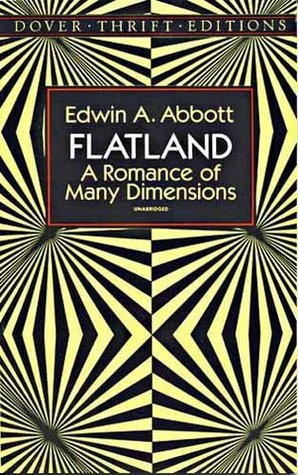 DOVER · THRIFT · EDITIONS
Edwin A. Abbott
FLATLAND
A Romance of
Many Dimensions
UNABRIDGED